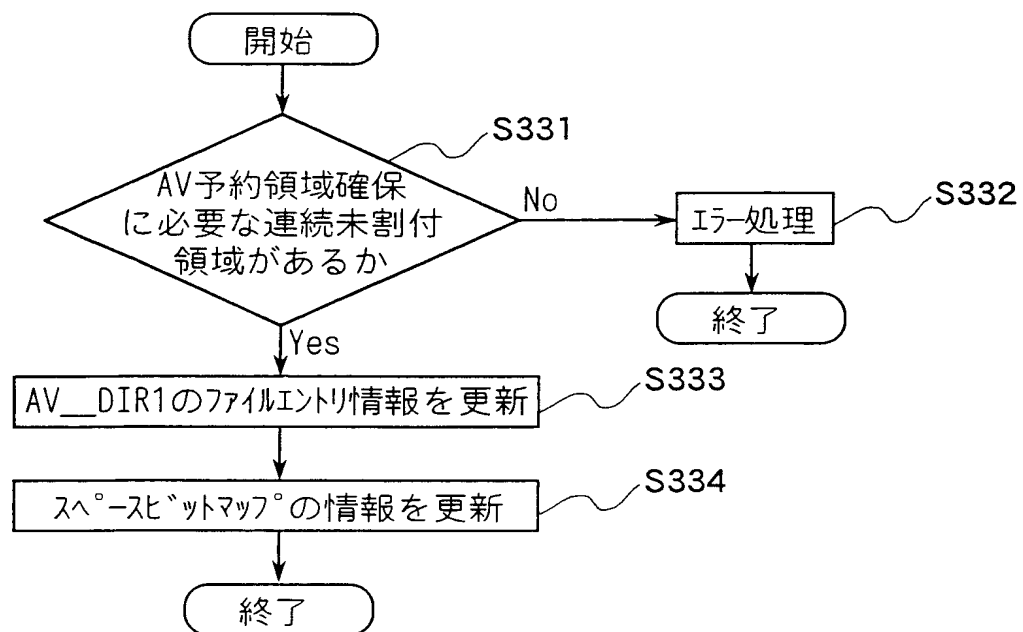 開始
S331
AV予約領域確保
に必要な連続未割付
領域があるか
No
S332
ｴﾗｰ処理
終了
Yes
S333
AV__DIR1のﾌｧｲﾙｴﾝﾄﾘ情報を更新
S334
ｽﾍﾟｰｽﾋﾞｯﾄﾏｯﾌﾟの情報を更新
終了